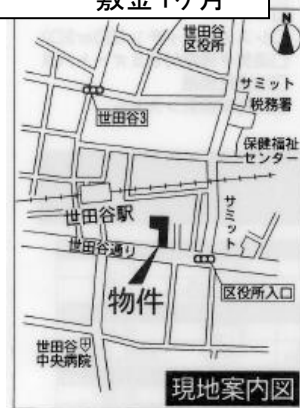 敷金1ヶ月
N
世田谷
区役所
サミット
税務署
世田谷3
保健福祉
センター
サミット
世田谷駅
世田谷通り
物件
区役所入口
世田谷
中央病院
現地案内図